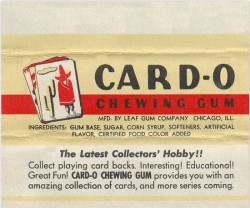 CARD-O
CHEWING GUM
MFD. BY LEAF GUM COMPANY CHICAGO, ILL.
INGREDIENTS: GUM BASE, SUGAR, CORN SYRUP, SOFTENERS, ARTIFICIAL
FLAVOR, CERTIFIED FOOD COLOR ADDED
The Latest Collectors' Hobby!!
Collect playing card backs. Interesting! Educational!
Great Fun! CARD-O CHEWING GUM provides you with an
amazing collection of cards, and more series coming.